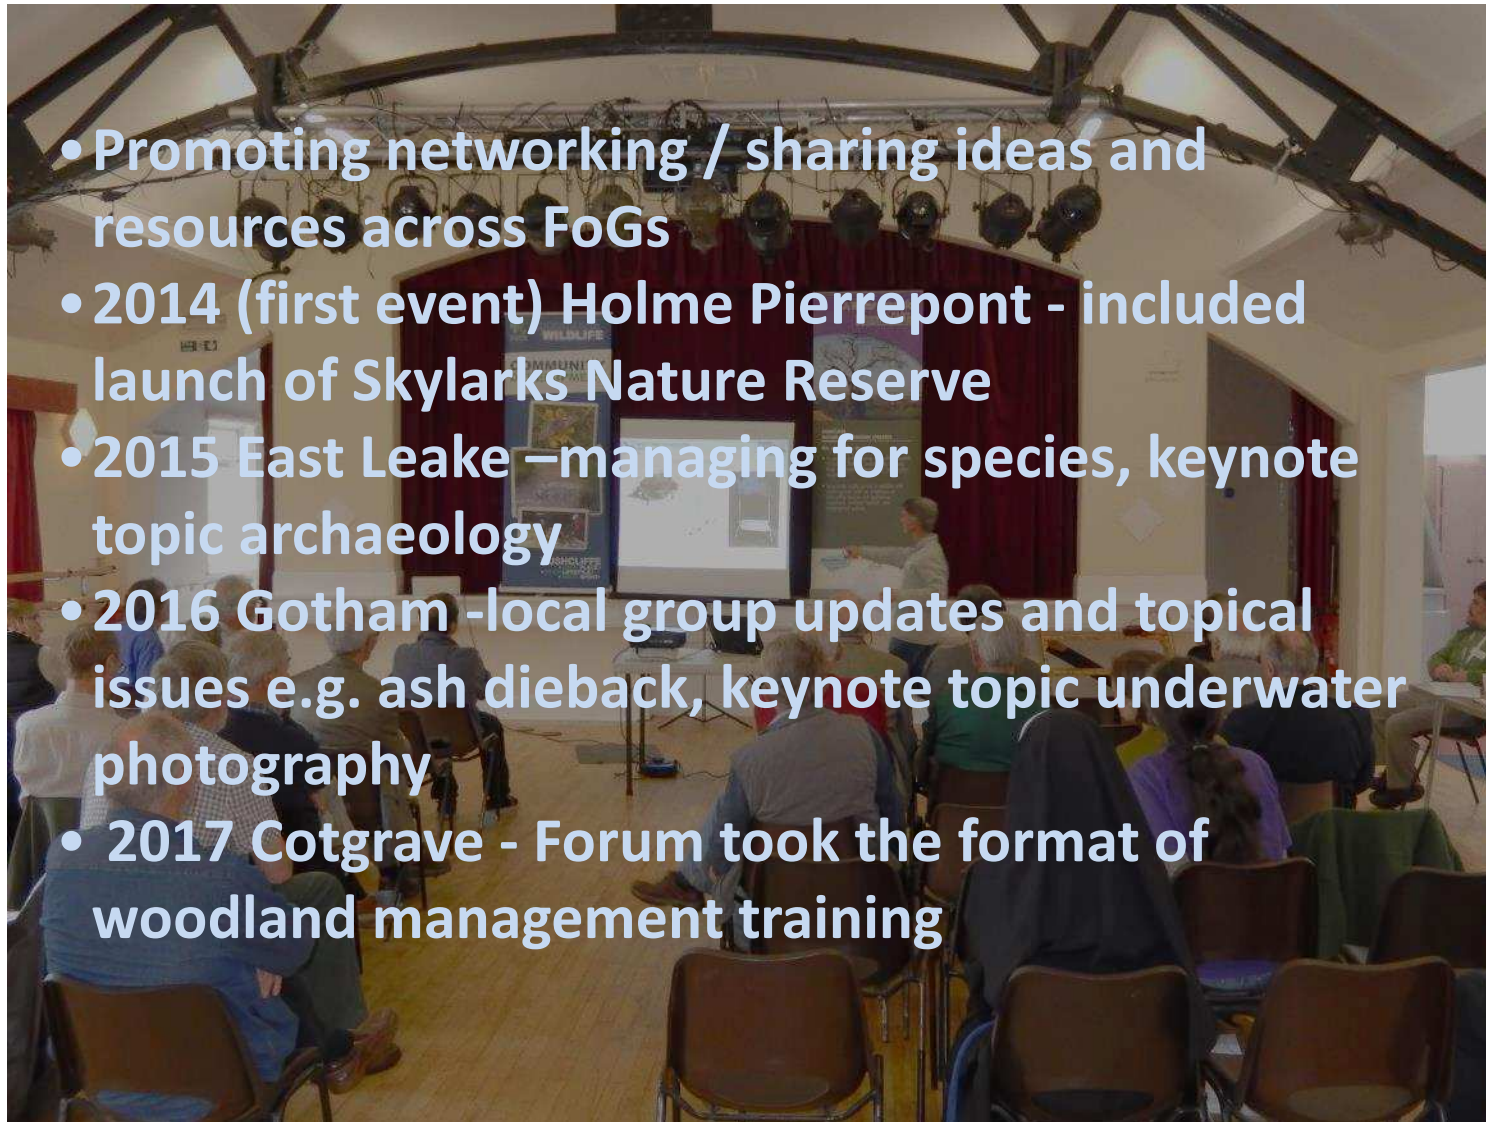 •Promoting networking / sharing ideas and
resources across FoGs
•2014 (first event) Holme Pierrepont - included
launch of Skylarks Nature Reserve
•2015 East Leake –managing for species, keynote
topic archaeology
•2016 Gotham -local group updates and topical
issues e.g. ash dieback, keynote topic underwater
photography
• 2017 Cotgrave - Forum took the format of
woodland management training
WILDLIFE
COMMUNITY